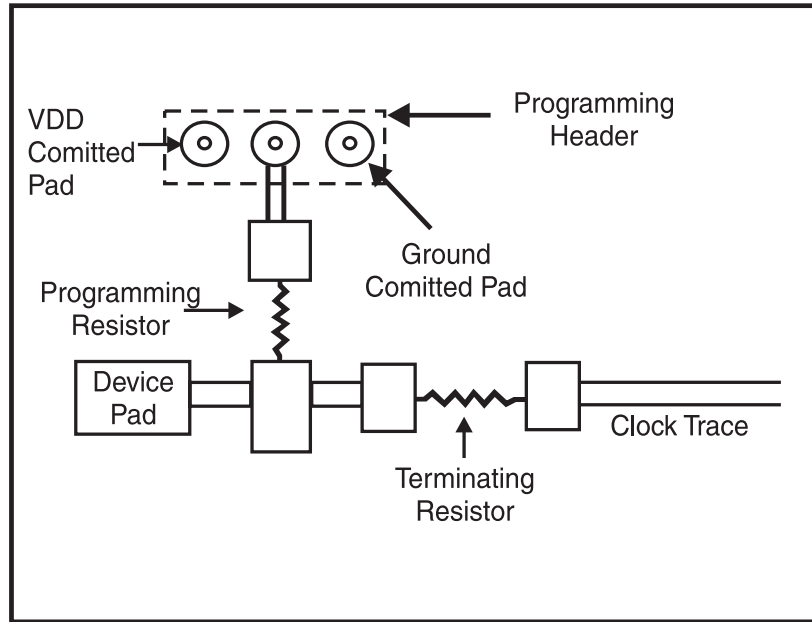 VDD
Comitted
Pad
Programming
Header
Ground
Comitted Pad
Programming
Resistor
Device
Pad
Clock Trace
Terminating
Resistor